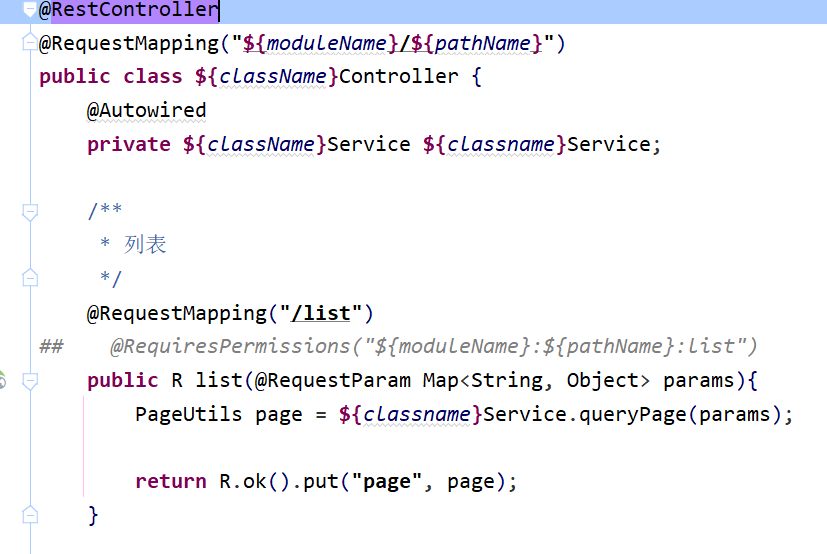 @RestController
@RequestMapping("${moduleName}/${pathName}")
public class ${className}Controller {
    @Autowired
    private ${className}Service ${classname}Service;
    /**
     * 列表
     */
    @RequestMapping("/list")
##    @RequiresPermissions("${moduleName}:${pathName}:list")
    public R list(@RequestParam Map<String, Object> params){
        PageUtils page = ${classname}Service.queryPage(params);
        return R.ok().put("page", page);
    }